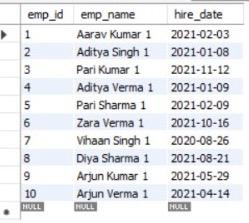 emp_id emp_name hire_date
1 Aarav Kumar 1 2021-02-03
2 Aditya Singh 1 2021-01-08
3 Pari Kumar 1 2021-11-12
4 Aditya Verma 1 2021-01-09
5 Pari Sharma 1 2021-02-09
6 Zara Verma 1 2021-10-16
7 Vihaan Singh 1 2020-08-26
8 Diya Sharma 1 2021-08-21
9 Arjun Kumar 1 2021-05-29
10 Arjun Verma 1 2021-04-14
NULL NULL NULL